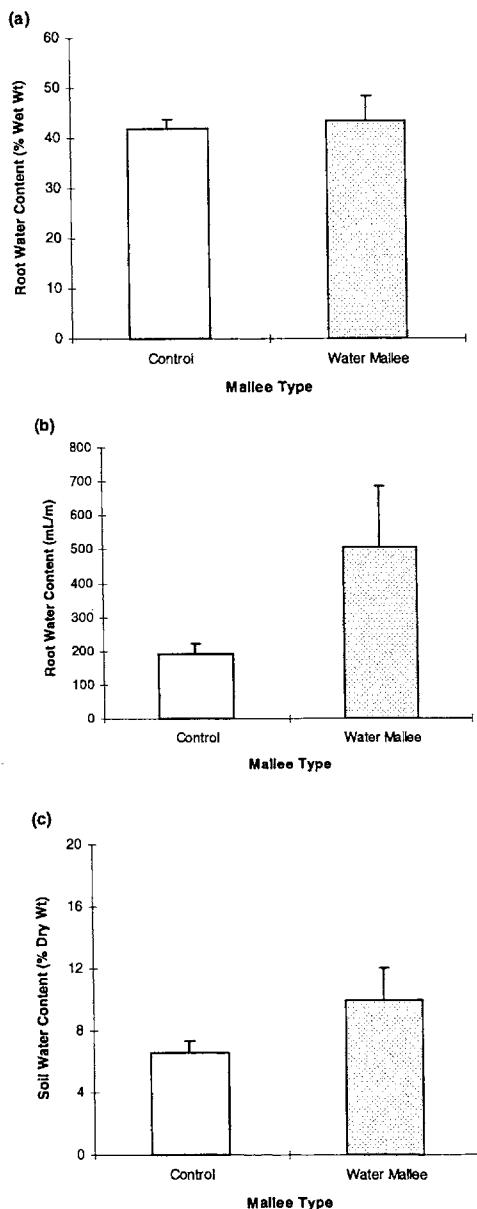 (a)
Root Water Content (% Wet Wt)
60
50
40
30
20
10
0
Control
Water Mallee
Mallee Type
(b)
Root Water Content (mL/m)
800
700
600
500
400
300
200
100
0
Control
Water Mallee
Mallee Type
(c)
Soil Water Content (% Dry Wt)
20
16
12
8
4
0
Control
Water Mallee
Mallee Type